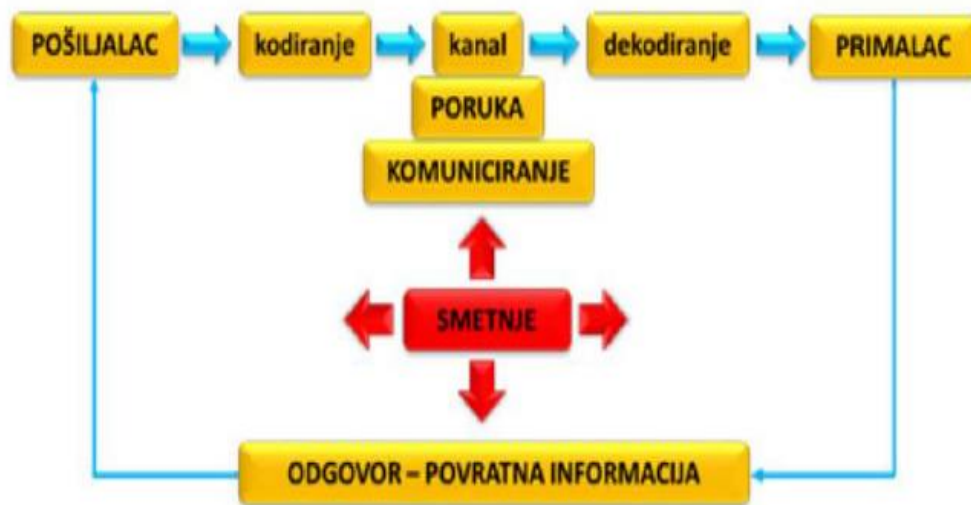 POŠILJALAC
kodiranje
kanal
dekodiranje
PRIMALAC
PORUKA
KOMUNICIRANJE
SMETNJE
ODGOVOR – POVRATNA INFORMACIJA